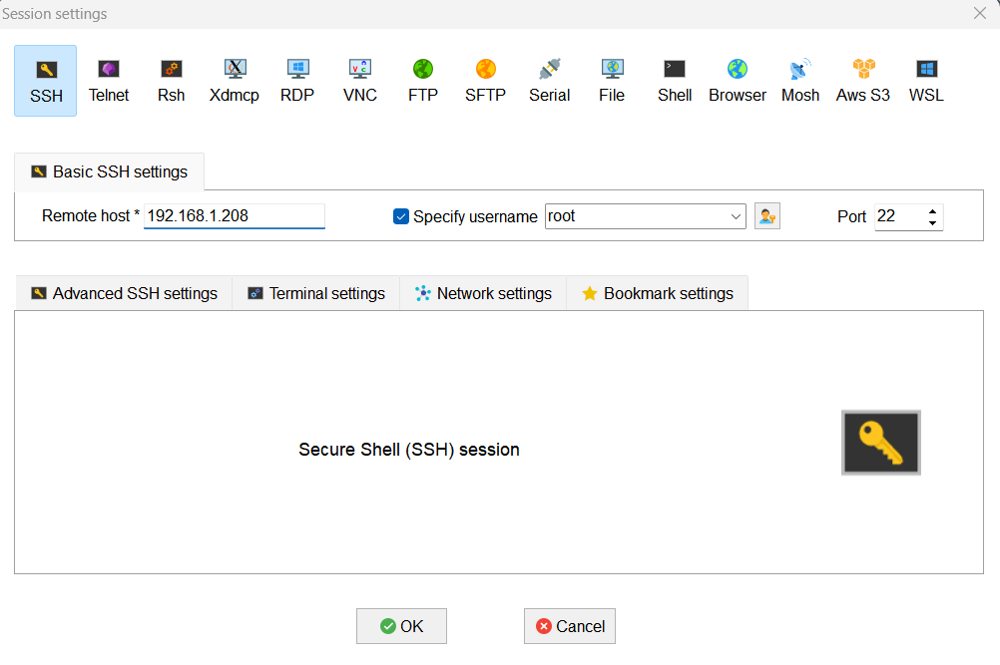 Session settings
SSH Telnet Rsh Xdmcp RDP VNC FTP SFTP Serial File Shell Browser Mosh Aws S3 WSL
Basic SSH settings
Remote host * 192.168.1.208 Specify username root Port 22
Advanced SSH settings Terminal settings Network settings Bookmark settings
Secure Shell (SSH) session
OK Cancel